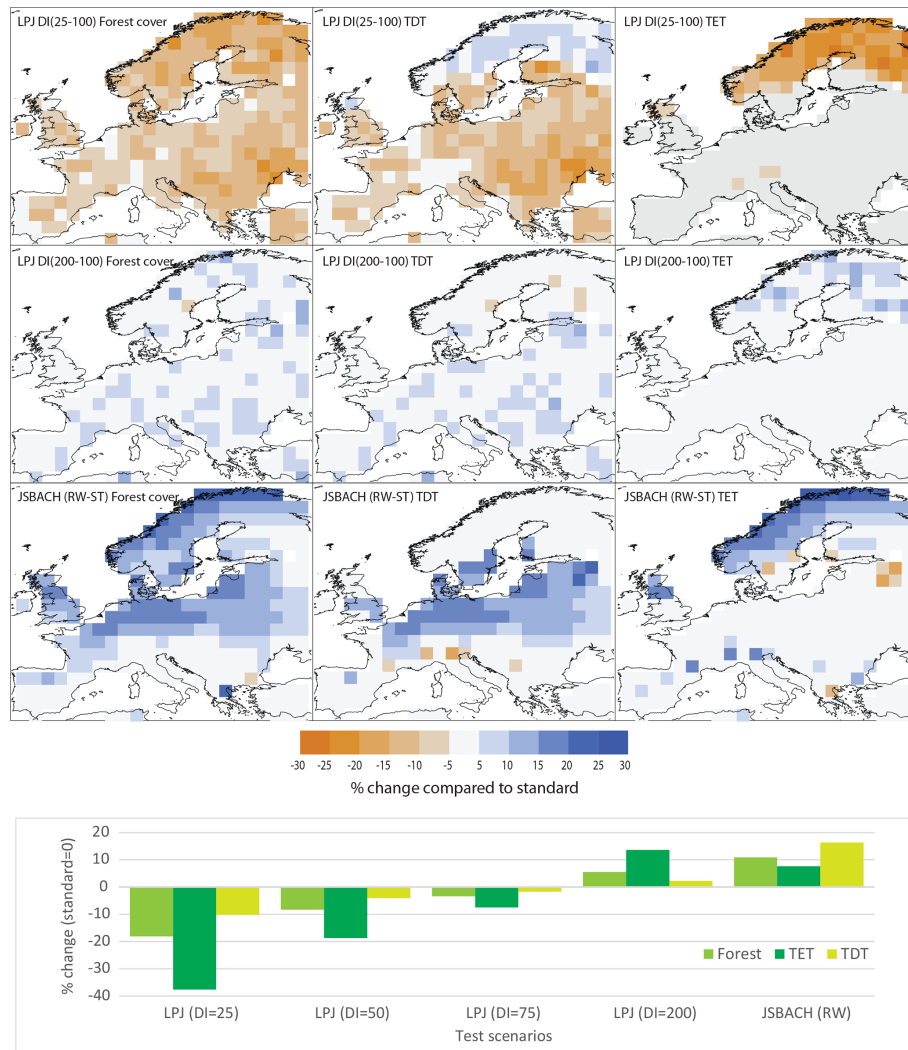 LPJ DI(25-100) Forest cover
LPJ DI(25-100) TDT
LPJ DI(25-100) TET
LPJ DI(200-100) Forest cover
LPJ DI(200-100) TDT
LPJ DI(200-100) TET
JSBACH (RW-ST) Forest cover
JSBACH (RW-ST) TDT
JSBACH (RW-ST) TET
-30 -25 -20 -15 -10 -5 5 10 15 20 25 30
% change compared to standard
% change (standard=0)
20
10
0
-10
-20
-30
-40
Forest TET TDT
LPJ (DI=25) LPJ (DI=50) LPJ (DI=75) LPJ (DI=200) JSBACH (RW)
Test scenarios